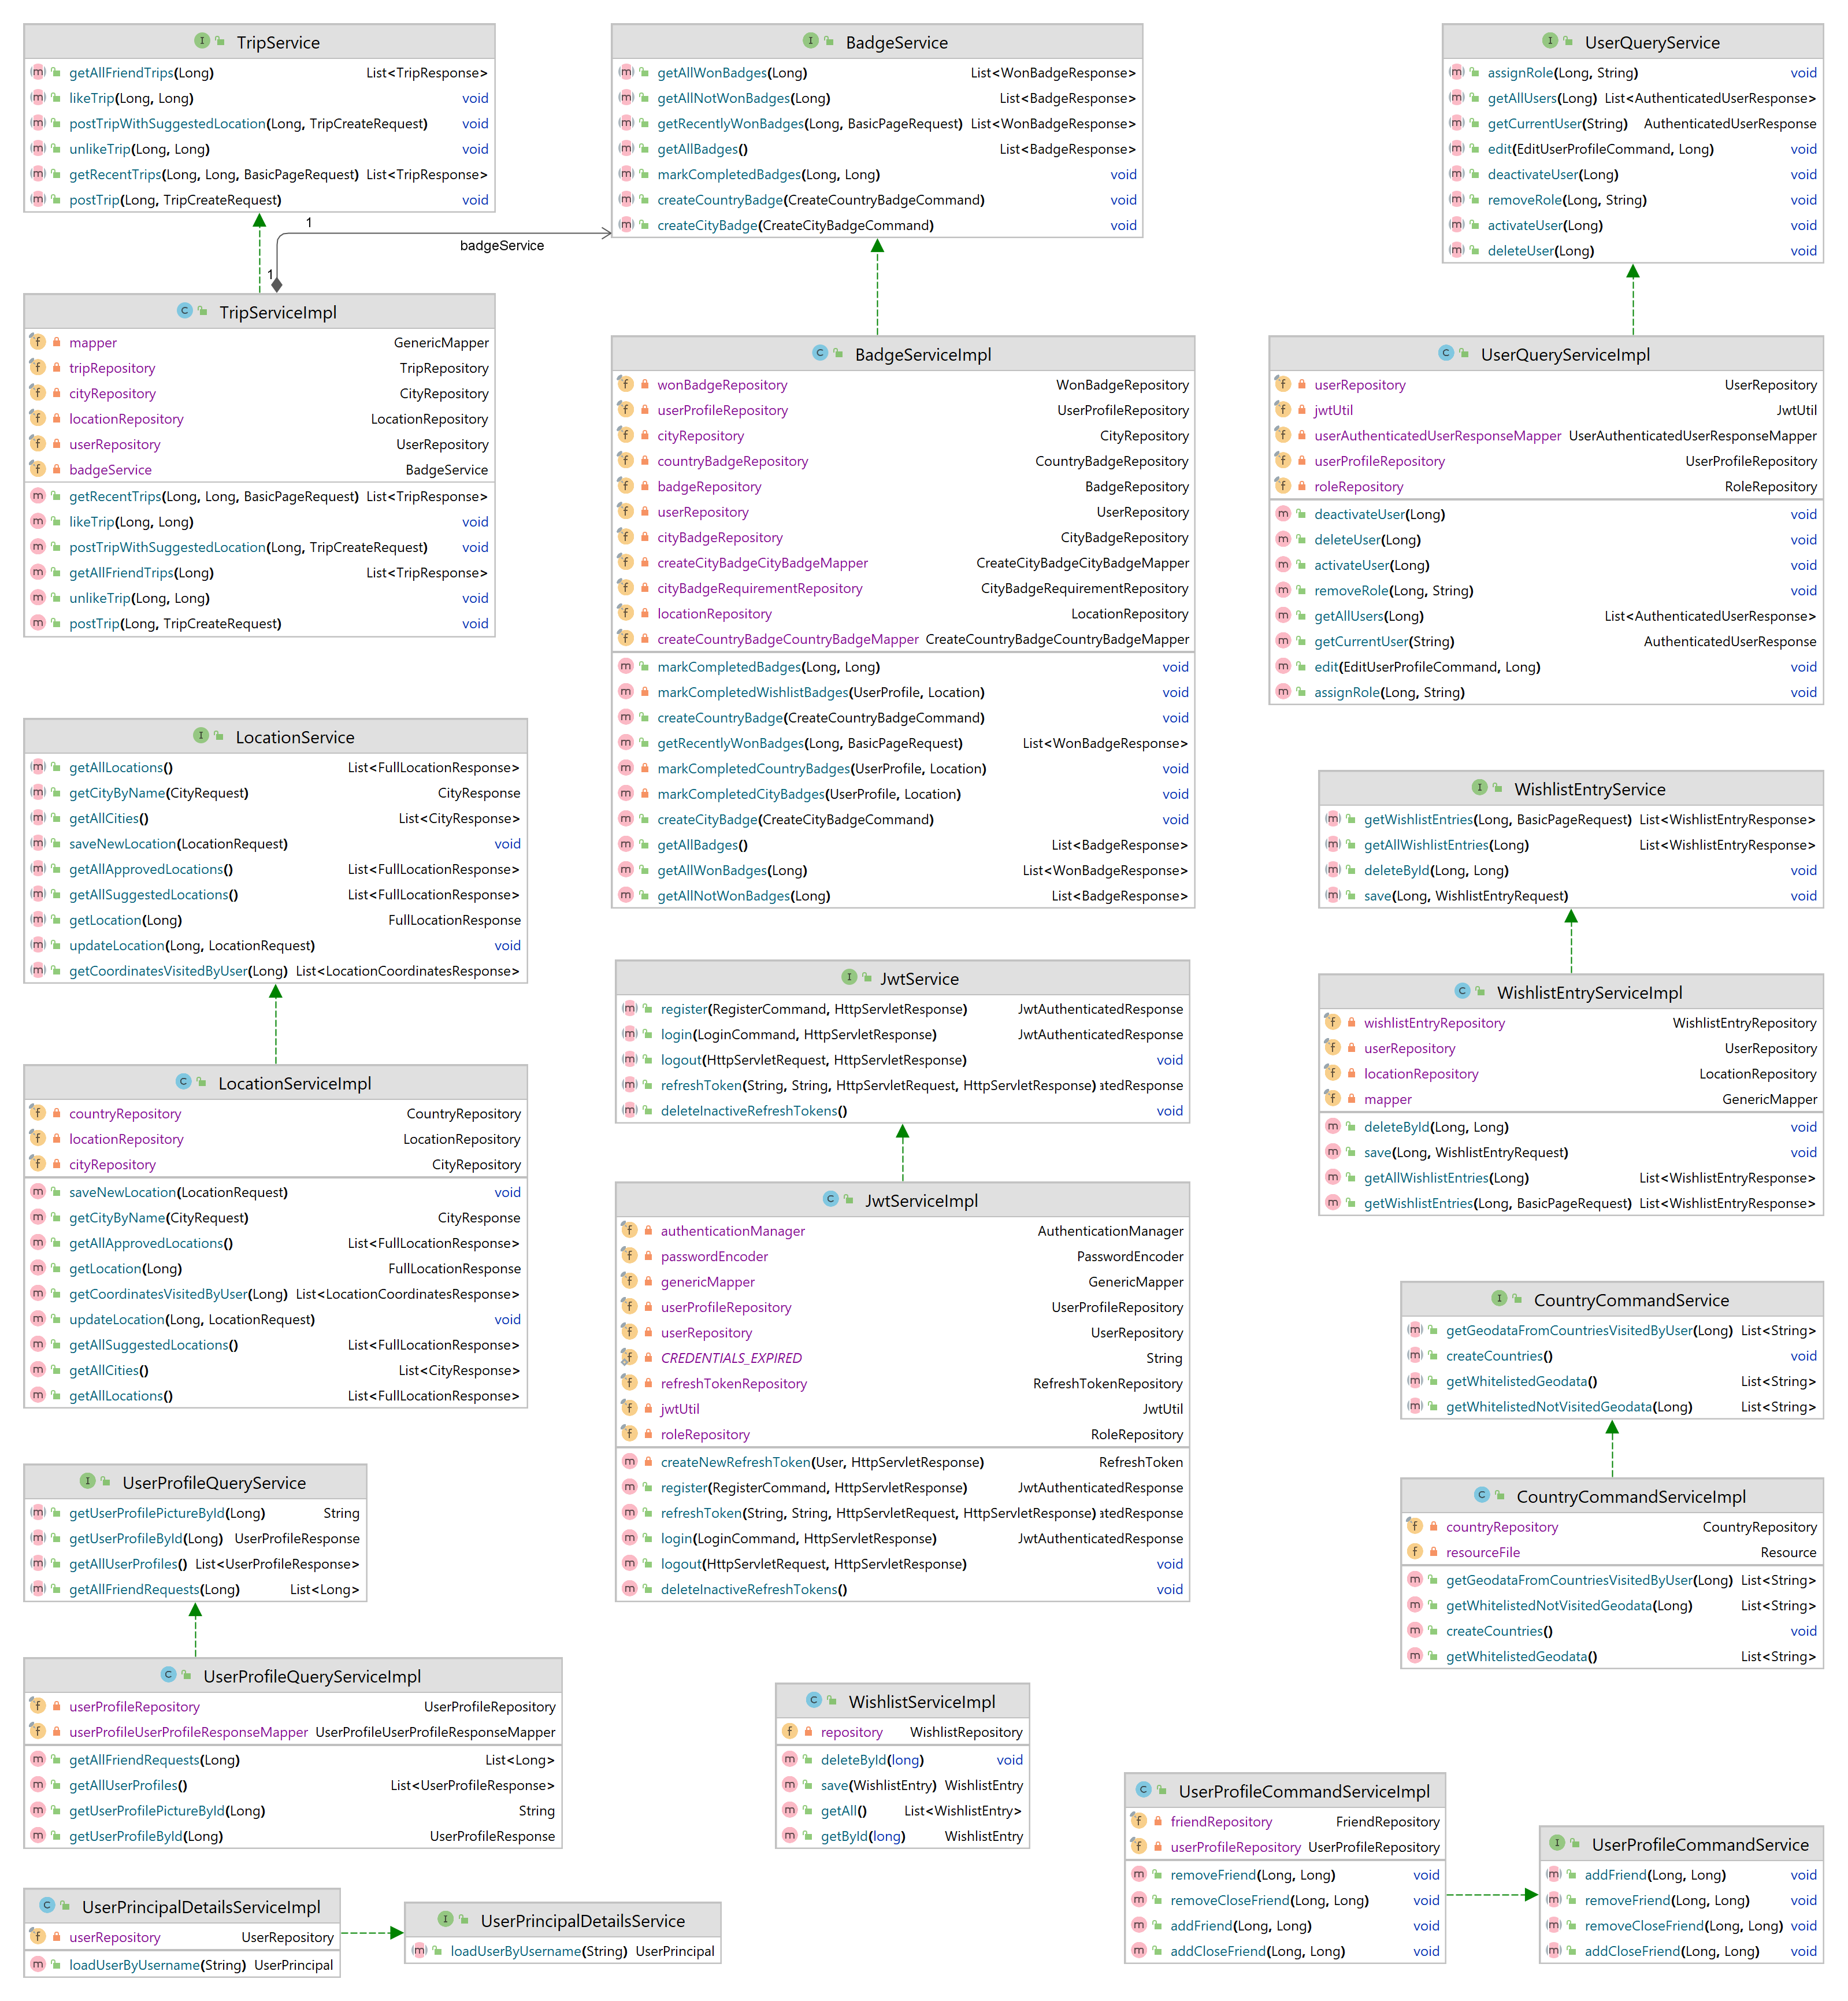 TripService
getAllFriendTrips(Long) List<TripResponse>
likeTrip(Long, Long) void
postTripWithSuggestedLocation(Long, TripCreateRequest) void
unlikeTrip(Long, Long) void
getRecentTrips(Long, Long, BasicPageRequest) List<TripResponse>
postTrip(Long, TripCreateRequest) void
BadgeService
getAllWonBadges(Long) List<WonBadgeResponse>
getAllNotWonBadges(Long) List<BadgeResponse>
getRecentlyWonBadges(Long, BasicPageRequest) List<WonBadgeResponse>
getAllBadges() List<BadgeResponse>
markCompletedBadges(Long, Long) void
createCountryBadge(CreateCountryBadgeCommand) void
createCityBadge(CreateCityBadgeCommand) void
UserQueryService
assignRole(Long, String) void
getAllUsers(Long) List<AuthenticatedUserResponse>
getCurrentUser(String) AuthenticatedUserResponse
edit(EditUserProfileCommand, Long) void
deactivateUser(Long) void
removeRole(Long, String) void
activateUser(Long) void
deleteUser(Long) void
1
badgeService
1
TripServiceImpl
mapper GenericMapper
tripRepository TripRepository
cityRepository CityRepository
locationRepository LocationRepository
userRepository UserRepository
badgeService BadgeService
getRecentTrips(Long, Long, BasicPageRequest) List<TripResponse>
likeTrip(Long, Long) void
postTripWithSuggestedLocation(Long, TripCreateRequest) void
getAllFriendTrips(Long) List<TripResponse>
unlikeTrip(Long, Long) void
postTrip(Long, TripCreateRequest) void
BadgeServiceImpl
wonBadgeRepository WonBadgeRepository
userProfileRepository UserProfileRepository
cityRepository CityRepository
countryBadgeRepository CountryBadgeRepository
badgeRepository BadgeRepository
userRepository UserRepository
cityBadgeRepository CityBadgeRepository
createCityBadgeCityBadgeMapper CreateCityBadgeCityBadgeMapper
cityBadgeRequirementRepository CityBadgeRequirementRepository
locationRepository LocationRepository
createCountryBadgeCountryBadgeMapper CreateCountryBadgeCountryBadgeMapper
markCompletedBadges(Long, Long) void
markCompletedWishlistBadges(UserProfile, Location) void
createCountryBadge(CreateCountryBadgeCommand) void
getRecentlyWonBadges(Long, BasicPageRequest) List<WonBadgeResponse>
markCompletedCountryBadges(UserProfile, Location) void
markCompletedCityBadges(UserProfile, Location) void
createCityBadge(CreateCityBadgeCommand) void
getAllBadges() List<BadgeResponse>
getAllWonBadges(Long) List<WonBadgeResponse>
getAllNotWonBadges(Long) List<BadgeResponse>
UserQueryServiceImpl
userRepository UserRepository
jwtUtil JwtUtil
userAuthenticatedUserResponseMapper UserAuthenticatedUserResponseMapper
userProfileRepository UserProfileRepository
roleRepository RoleRepository
deactivateUser(Long) void
deleteUser(Long) void
activateUser(Long) void
removeRole(Long, String) void
getAllUsers(Long) List<AuthenticatedUserResponse>
getCurrentUser(String) AuthenticatedUserResponse
edit(EditUserProfileCommand, Long) void
assignRole(Long, String) void
LocationService
getAllLocations() List<FullLocationResponse>
getCityByName(CityRequest) CityResponse
getAllCities() List<CityResponse>
saveNewLocation(LocationRequest) void
getAllApprovedLocations() List<FullLocationResponse>
getAllSuggestedLocations() List<FullLocationResponse>
getLocation(Long) FullLocationResponse
updateLocation(Long, LocationRequest) void
getCoordinatesVisitedByUser(Long) List<LocationCoordinatesResponse>
WishlistEntryService
getWishlistEntries(Long, BasicPageRequest) List<WishlistEntryResponse>
getAllWishlistEntries(Long) List<WishlistEntryResponse>
deleteById(Long, Long) void
save(Long, WishlistEntryRequest) void
JwtService
register(RegisterCommand, HttpServletResponse) JwtAuthenticatedResponse
login(LoginCommand, HttpServletResponse) JwtAuthenticatedResponse
logout(HttpServletRequest, HttpServletResponse) void
refreshToken(String, String, HttpServletRequest, HttpServletResponse) atedResponse
deleteInactiveRefreshTokens() void
WishlistEntryServiceImpl
wishlistEntryRepository WishlistEntryRepository
userRepository UserRepository
locationRepository LocationRepository
mapper GenericMapper
deleteById(Long, Long) void
save(Long, WishlistEntryRequest) void
getAllWishlistEntries(Long) List<WishlistEntryResponse>
getWishlistEntries(Long, BasicPageRequest) List<WishlistEntryResponse>
LocationServiceImpl
countryRepository CountryRepository
locationRepository LocationRepository
cityRepository CityRepository
saveNewLocation(LocationRequest) void
getCityByName(CityRequest) CityResponse
getAllApprovedLocations() List<FullLocationResponse>
getLocation(Long) FullLocationResponse
getCoordinatesVisitedByUser(Long) List<LocationCoordinatesResponse>
updateLocation(Long, LocationRequest) void
getAllSuggestedLocations() List<FullLocationResponse>
getAllCities() List<CityResponse>
getAllLocations() List<FullLocationResponse>
JwtServiceImpl
authenticationManager AuthenticationManager
passwordEncoder PasswordEncoder
genericMapper GenericMapper
userProfileRepository UserProfileRepository
userRepository UserRepository
CREDENTIALS_EXPIRED String
refreshTokenRepository RefreshTokenRepository
jwtUtil JwtUtil
roleRepository RoleRepository
createNewRefreshToken(User, HttpServletResponse) RefreshToken
register(RegisterCommand, HttpServletResponse) JwtAuthenticatedResponse
refreshToken(String, String, HttpServletRequest, HttpServletResponse) atedResponse
login(LoginCommand, HttpServletResponse) JwtAuthenticatedResponse
logout(HttpServletRequest, HttpServletResponse) void
deleteInactiveRefreshTokens() void
CountryCommandService
getGeodataFromCountriesVisitedByUser(Long) List<String>
createCountries() void
getWhitelistedGeodata() List<String>
getWhitelistedNotVisitedGeodata(Long) List<String>
UserProfileQueryService
getUserProfilePictureById(Long) String
getUserProfileById(Long) UserProfileResponse
getAllUserProfiles() List<UserProfileResponse>
getAllFriendRequests(Long) List<Long>
CountryCommandServiceImpl
countryRepository CountryRepository
resourceFile Resource
getGeodataFromCountriesVisitedByUser(Long) List<String>
getWhitelistedNotVisitedGeodata(Long) List<String>
createCountries() void
getWhitelistedGeodata() List<String>
UserProfileQueryServiceImpl
userProfileRepository UserProfileRepository
userProfileUserProfileResponseMapper UserProfileUserProfileResponseMapper
getAllFriendRequests(Long) List<Long>
getAllUserProfiles() List<UserProfileResponse>
getUserProfilePictureById(Long) String
getUserProfileById(Long) UserProfileResponse
WishlistServiceImpl
repository WishlistRepository
deleteById(long) void
save(WishlistEntry) WishlistEntry
getAll() List<WishlistEntry>
getById(long) WishlistEntry
UserProfileCommandServiceImpl
friendRepository FriendRepository
userProfileRepository UserProfileRepository
removeFriend(Long, Long) void
removeCloseFriend(Long, Long) void
addFriend(Long, Long) void
addCloseFriend(Long, Long) void
UserProfileCommandService
addFriend(Long, Long) void
removeFriend(Long, Long) void
removeCloseFriend(Long, Long) void
addCloseFriend(Long, Long) void
UserPrincipalDetailsServiceImpl
userRepository UserRepository
loadUserByUsername(String) UserPrincipal
UserPrincipalDetailsService
loadUserByUsername(String) UserPrincipal